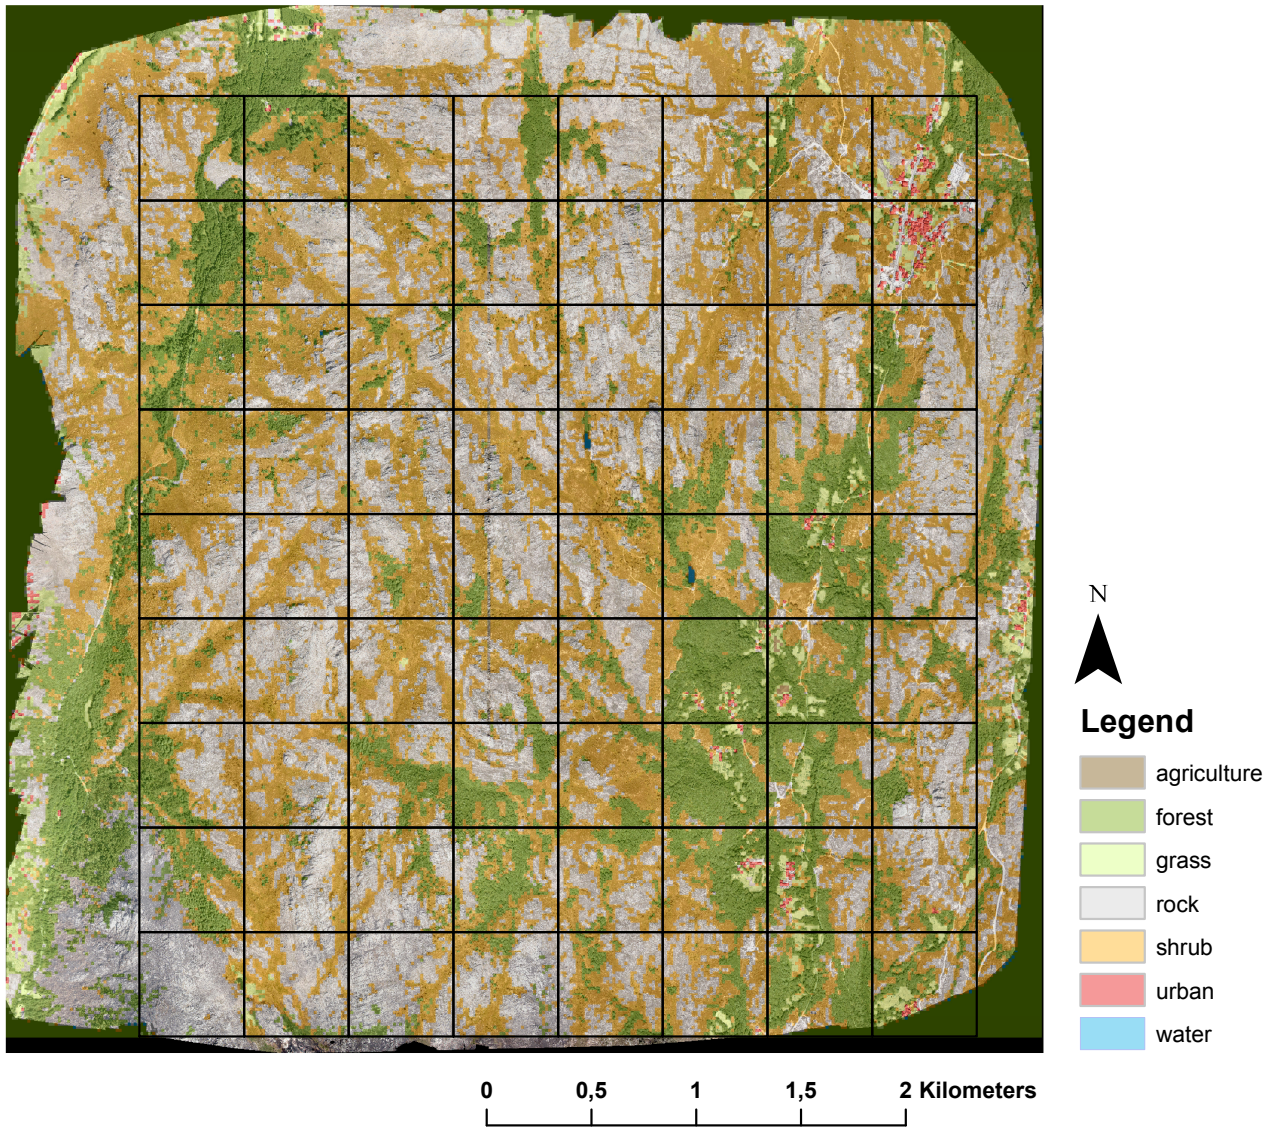 N
Legend
agriculture
forest
grass
rock
shrub
urban
water
0 0,5 1 1,5 2 Kilometers